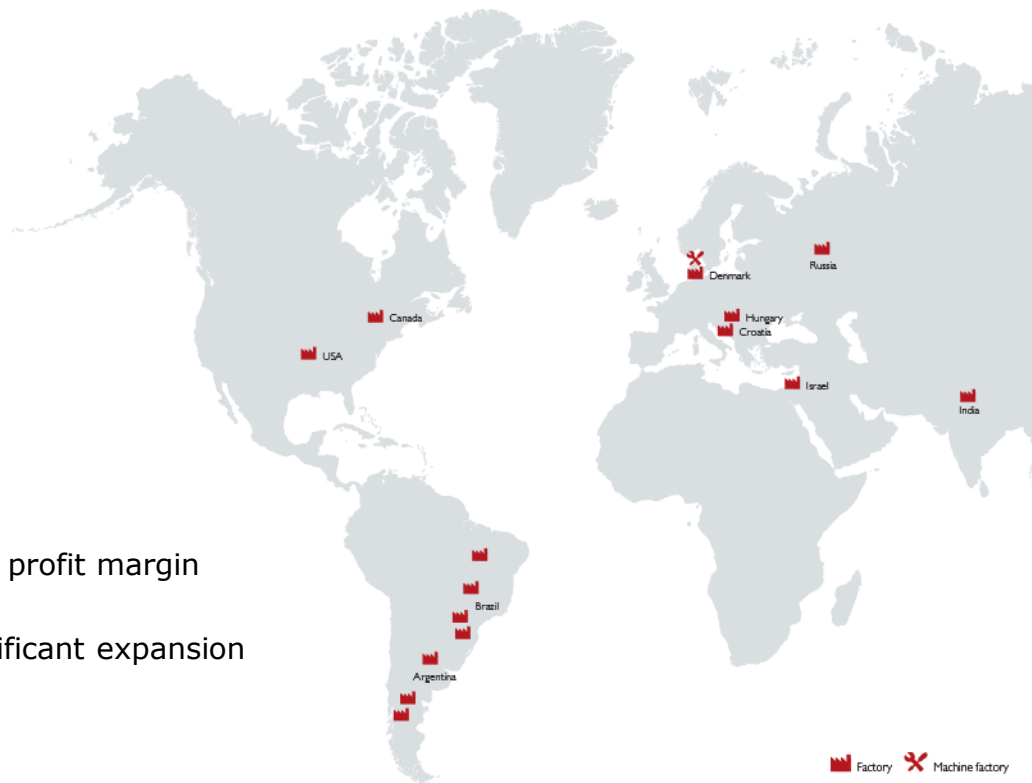 Russia
Denmark
Canada
Hungary
Croatia
USA
Israel
India
profit margin
Brazil
ificant expansion
Argentina
Factory
Machine factory